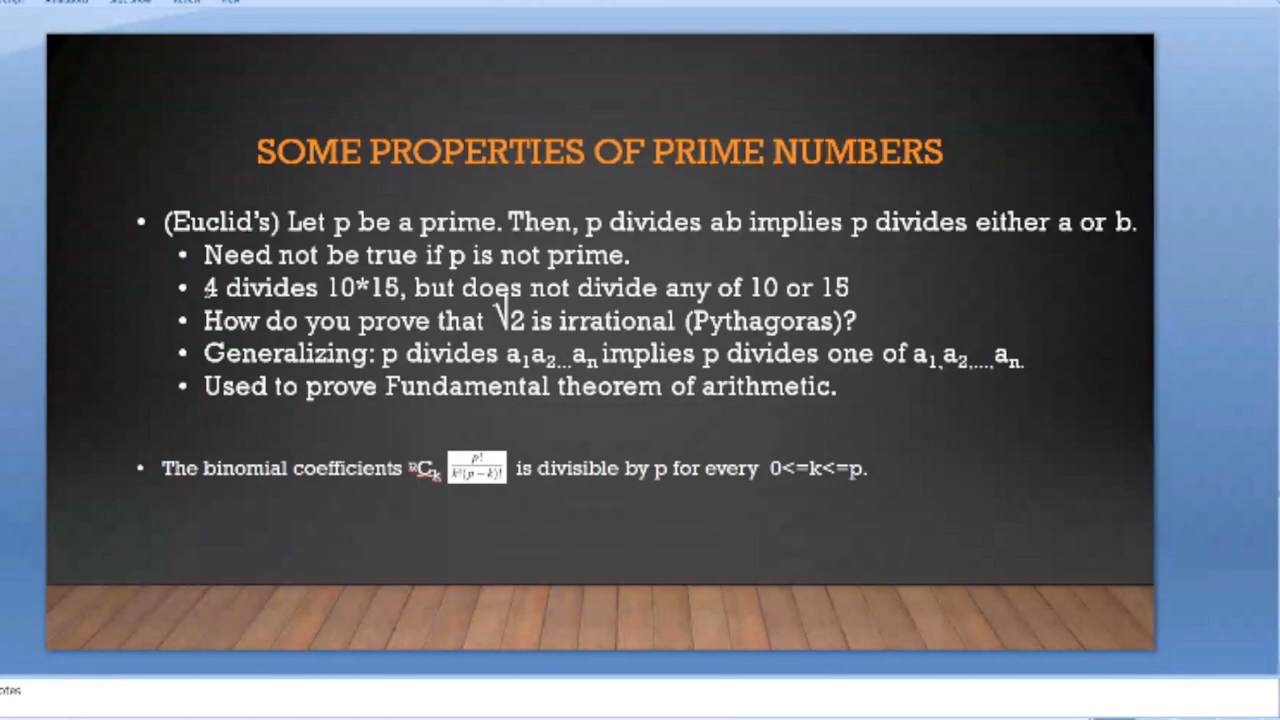 SOME PROPERTIES OF PRIME NUMBERS
• (Euclid's) Let p be a prime. Then, p divides ab implies p divides either a or b.
• Need not be true if p is not prime.
• 4 divides 10*15, but does not divide any of 10 or 15
• How do you prove that √2 is irrational (Pythagoras)?
• Generalizing: p divides a₁a₂...aₙ implies p divides one of a₁,a₂,...,aₙ.
• Used to prove Fundamental theorem of arithmetic.
• The binomial coefficients ᵖCₖ p!/k!(p−k)! is divisible by p for every 0<=k<=p.
otes